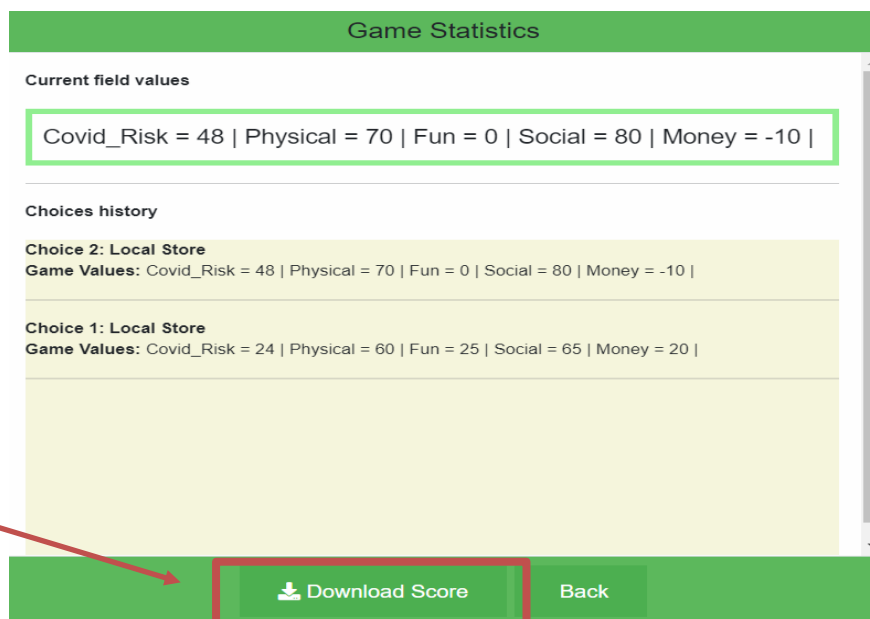 Game Statistics
Current field values
Covid_Risk = 48 | Physical = 70 | Fun = 0 | Social = 80 | Money = -10 |
Choices history
Choice 2: Local Store
Game Values: Covid_Risk = 48 | Physical = 70 | Fun = 0 | Social = 80 | Money = -10 |
Choice 1: Local Store
Game Values: Covid_Risk = 24 | Physical = 60 | Fun = 25 | Social = 65 | Money = 20 |
Download Score Back